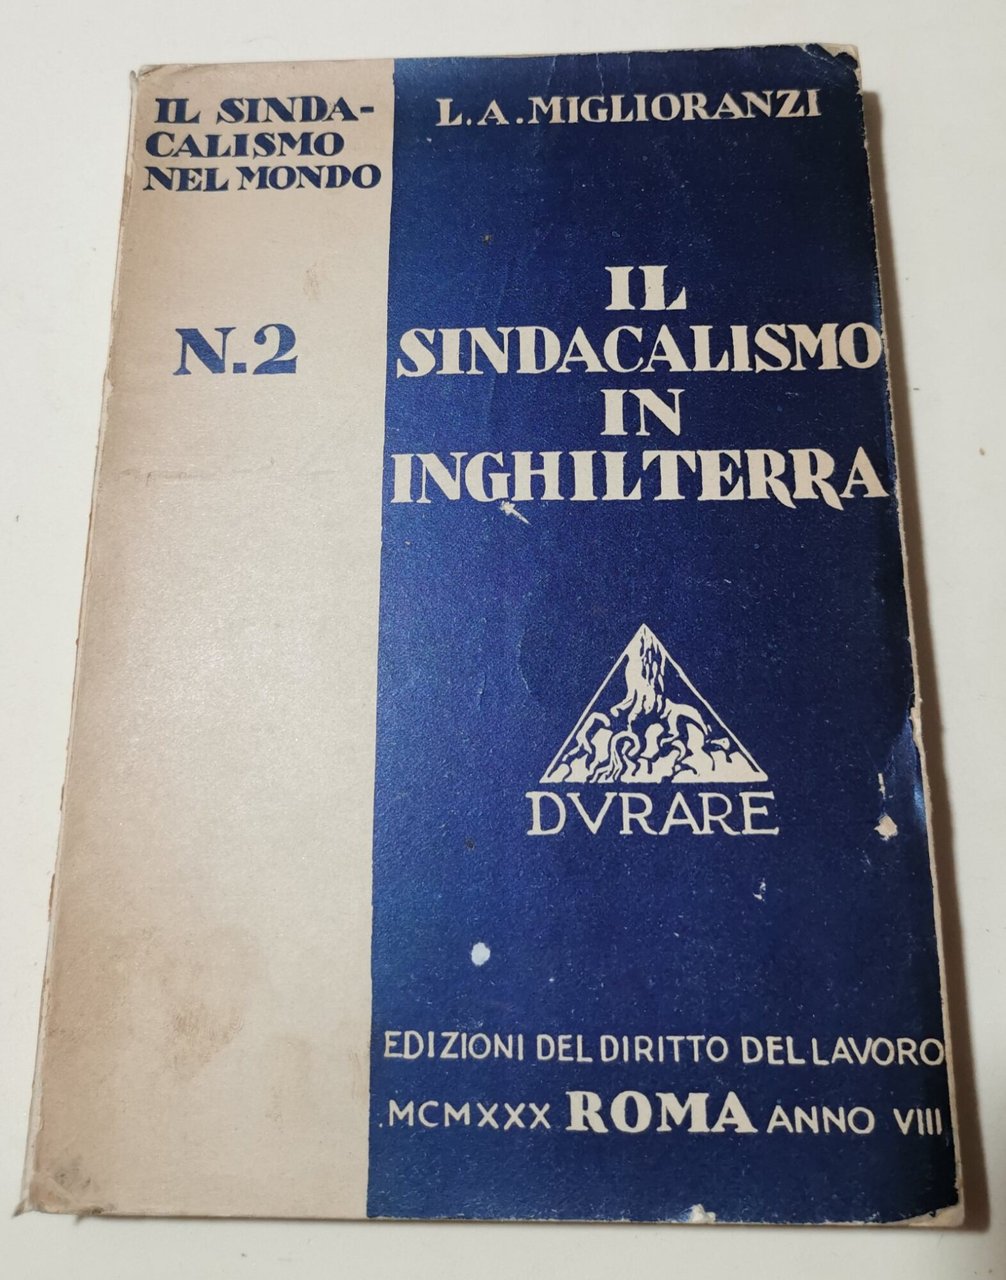 IL SINDA-
CALISMO
NEL MONDO
N.2
L.A.MIGLIORANZI
IL
SINDACALISMO
IN
INGHILTERRA
DVRARE
EDIZIONI DEL DIRITTO DEL LAVORO
MCMXXX ROMA ANNO VIII